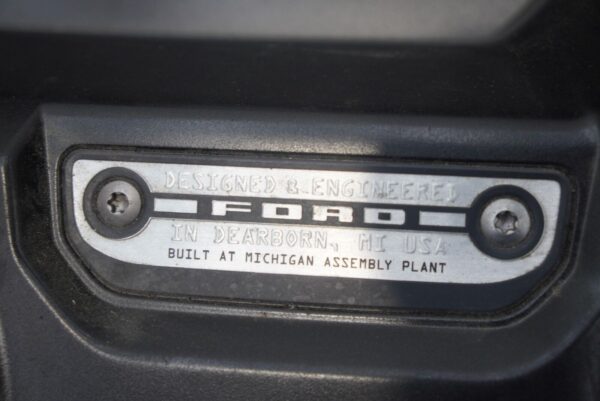 DESIGNED & ENGINEERED
FORD
IN DEARBORN, MI USA
BUILT AT MICHIGAN ASSEMBLY PLANT